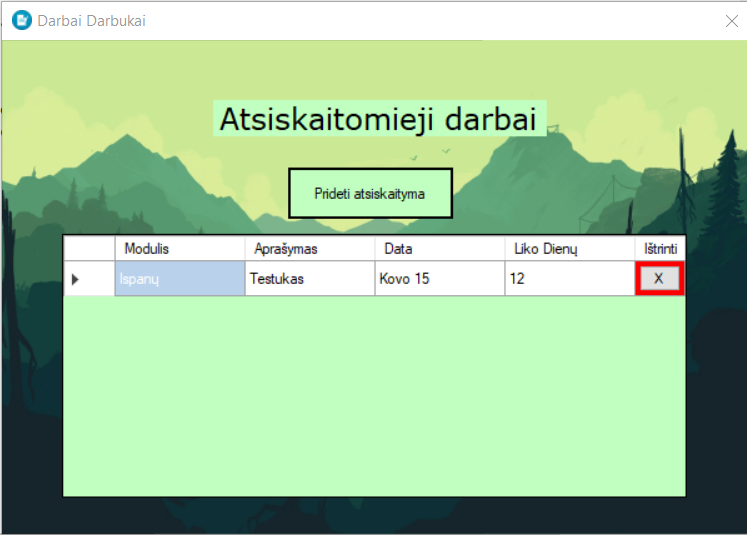 Darbai Darbukai
Atsiskaitomieji darbai
Prideti atsiskaityma
Modulis Aprašymas Data Liko Dienų Ištrinti
Ispanų Testukas Kovo 15 12 X